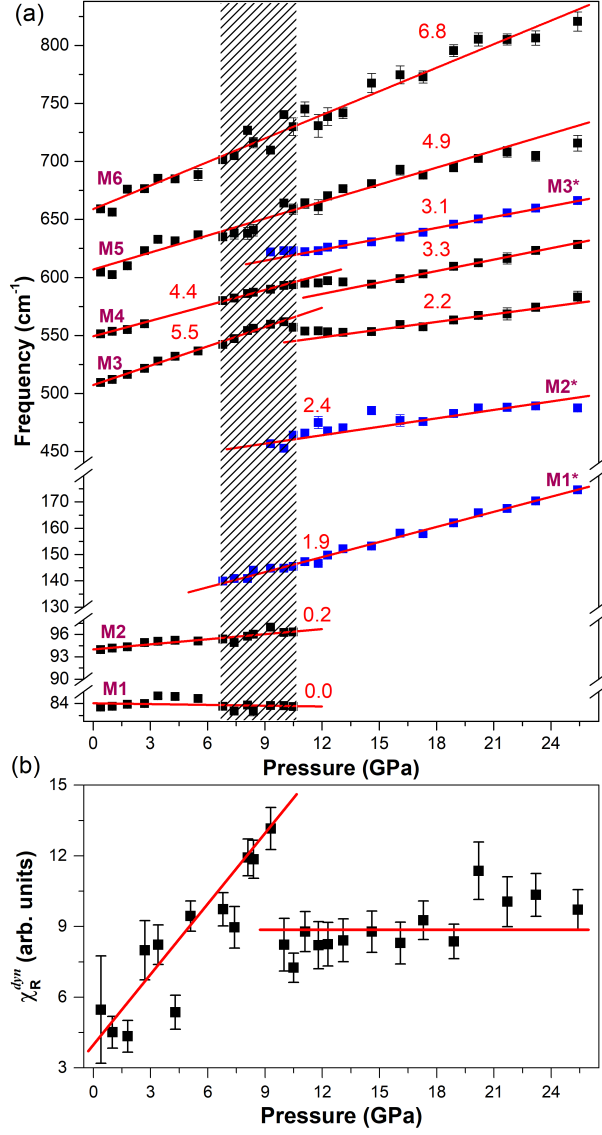 (a)
800
750
700
650
600
550
500
450
170
160
150
140
130
96
93
90
84
Frequency (cm⁻¹)
6.8
4.9
M3*
3.1
3.3
2.2
M6
M5
M4
4.4
M3
5.5
2.4
M2*
M1*
1.9
M2
0.2
M1
0.0
0 3 6 9 12 15 18 21 24
Pressure (GPa)
(b)
15
12
9
6
3
χ_R^dyn (arb. units)
0 3 6 9 12 15 18 21 24
Pressure (GPa)